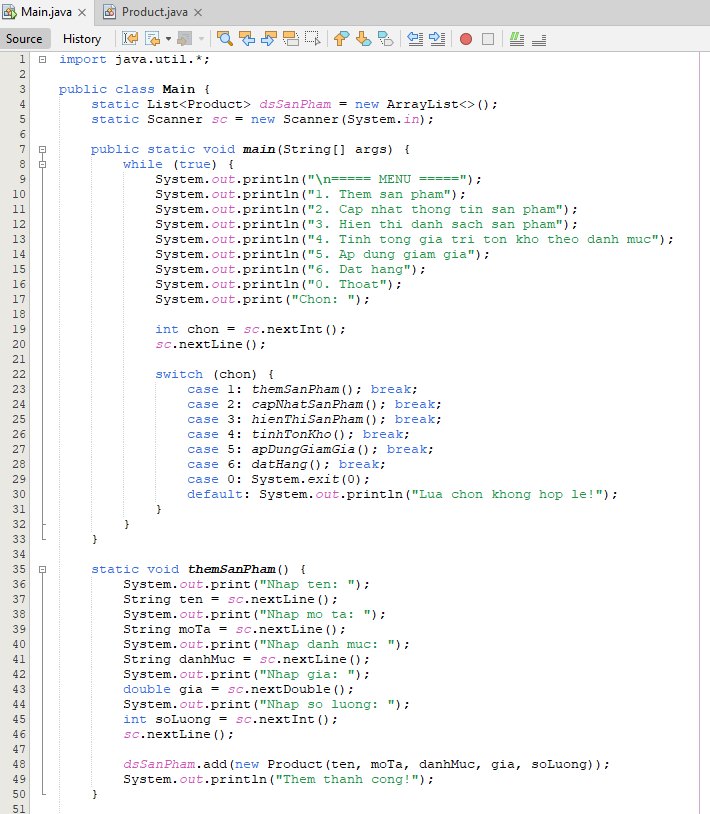 Main.java Product.java
Source History
1 import java.util.*;
2
3 public class Main {
4 static List<Product> dsSanPham = new ArrayList<>();
5 static Scanner sc = new Scanner(System.in);
6
7 public static void main(String[] args) {
8 while (true) {
9 System.out.println("\n===== MENU =====");
10 System.out.println("1. Them san pham");
11 System.out.println("2. Cap nhat thong tin san pham");
12 System.out.println("3. Hien thi danh sach san pham");
13 System.out.println("4. Tinh tong gia tri ton kho theo danh muc");
14 System.out.println("5. Ap dung giam gia");
15 System.out.println("6. Dat hang");
16 System.out.println("0. Thoat");
17 System.out.print("Chon: ");
18
19 int chon = sc.nextInt();
20 sc.nextLine();
21
22 switch (chon) {
23 case 1: themSanPham(); break;
24 case 2: capNhatSanPham(); break;
25 case 3: hienThiSanPham(); break;
26 case 4: tinhTonKho(); break;
27 case 5: apDungGiamGia(); break;
28 case 6: datHang(); break;
29 case 0: System.exit(0);
30 default: System.out.println("Lua chon khong hop le!");
31 }
32 }
33 }
34
35 static void themSanPham() {
36 System.out.print("Nhap ten: ");
37 String ten = sc.nextLine();
38 System.out.print("Nhap mo ta: ");
39 String moTa = sc.nextLine();
40 System.out.print("Nhap danh muc: ");
41 String danhMuc = sc.nextLine();
42 System.out.print("Nhap gia: ");
43 double gia = sc.nextDouble();
44 System.out.print("Nhap so luong: ");
45 int soLuong = sc.nextInt();
46 sc.nextLine();
47
48 dsSanPham.add(new Product(ten, moTa, danhMuc, gia, soLuong));
49 System.out.println("Them thanh cong!");
50 }
51